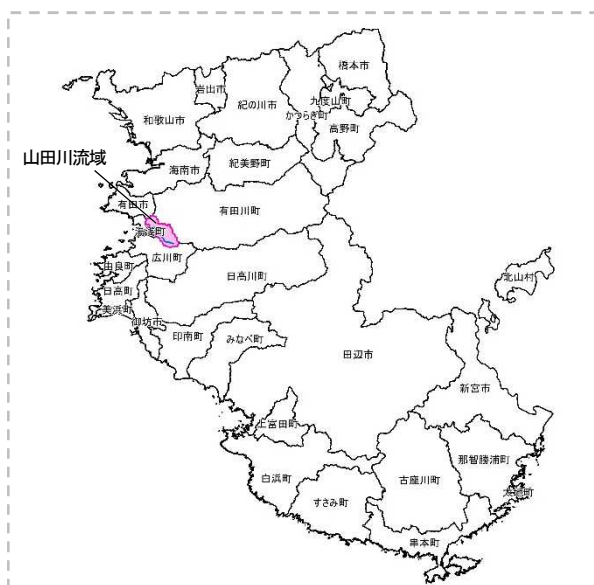 橋本市
岩出市
紀の川市
九度山町
かつらぎ町
和歌山市
高野町
山田川流域
海南市
紀美野町
有田市
有田川町
湯浅町
広川町
由良町
日高川町
北山村
日高町
美浜町
御坊市
印南町
みなべ町
田辺市
新宮市
上富田町
那智勝浦町
白浜町
古座川町
すさみ町
太地町
串本町